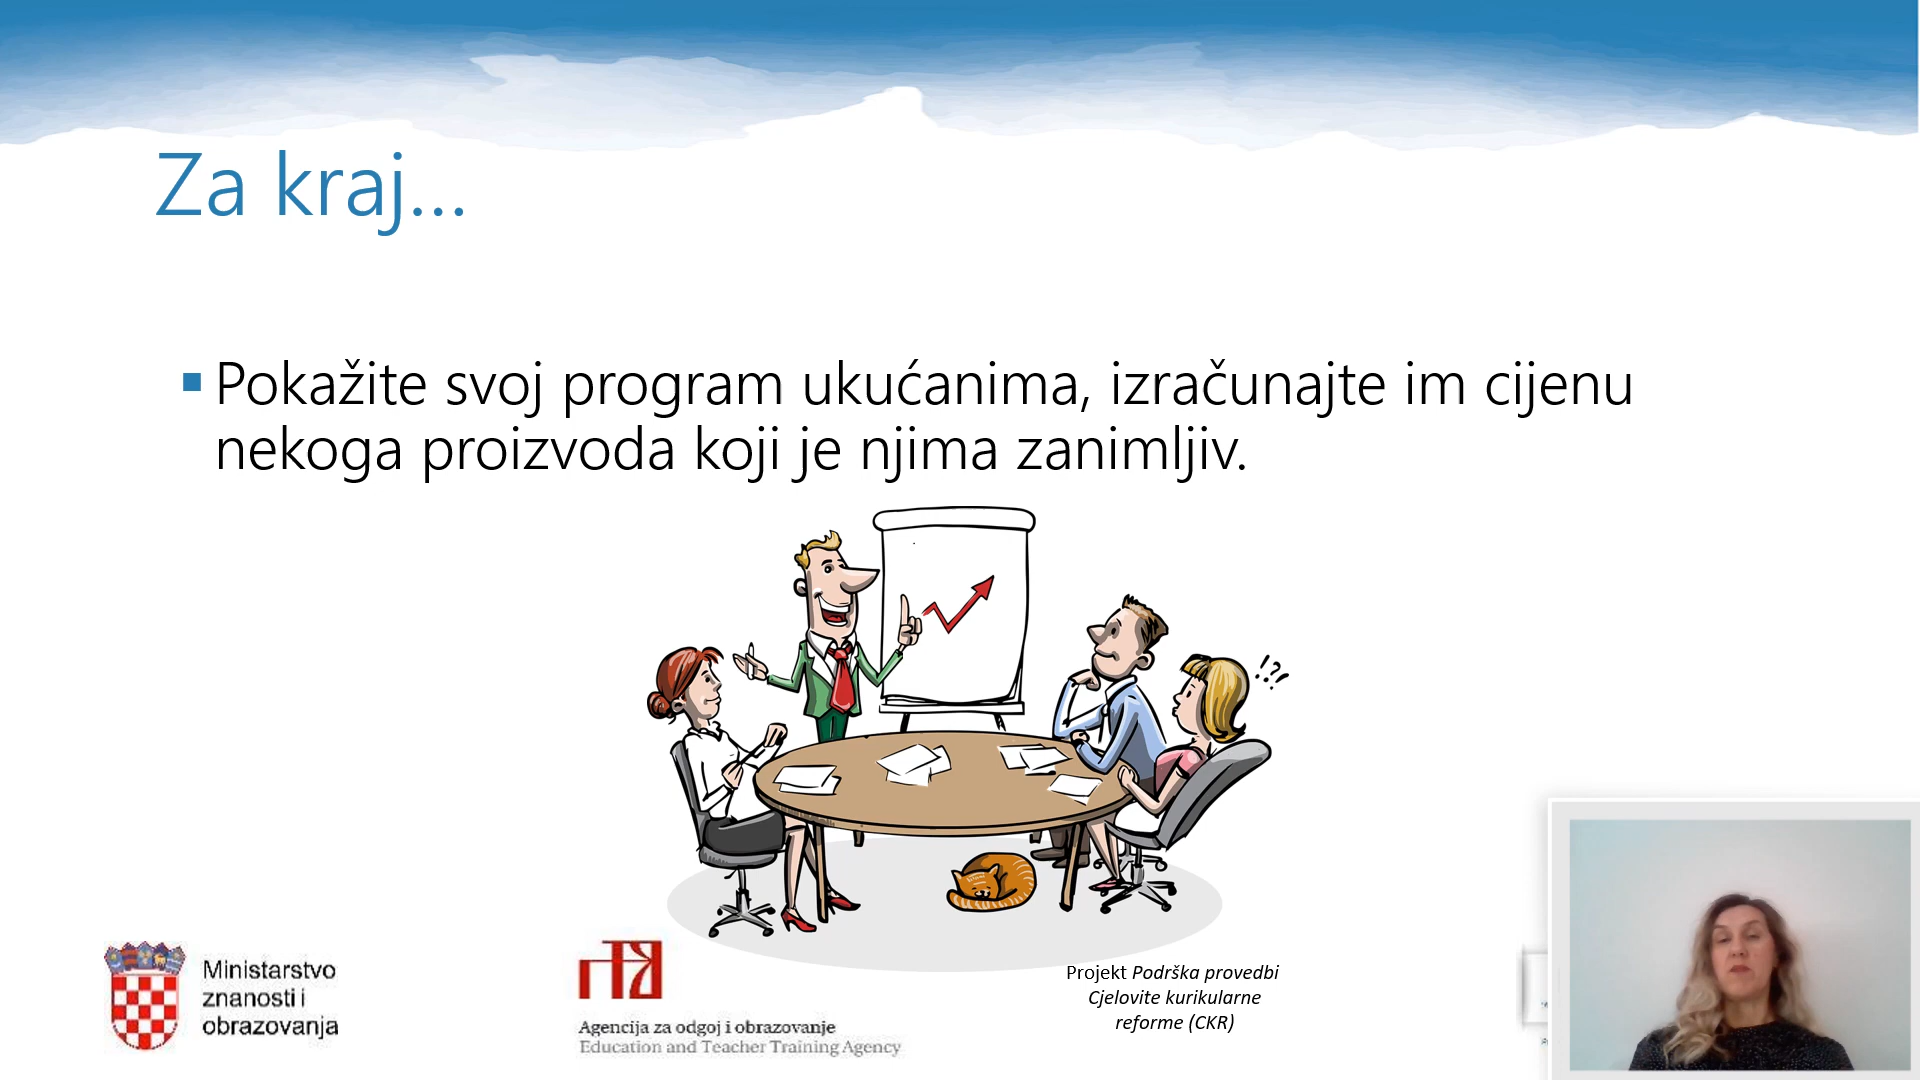 Za kraj...
▪ Pokažite svoj program ukućanima, izračunajte im cijenu
nekoga proizvoda koji je njima zanimljiv.
!?!
Ministarstvo
znanosti i
obrazovanja
Agencija za odgoj i obrazovanje
Education and Teacher Training Agency
Projekt Podrška provedbi
Cjelovite kurikularne
reforme (CKR)